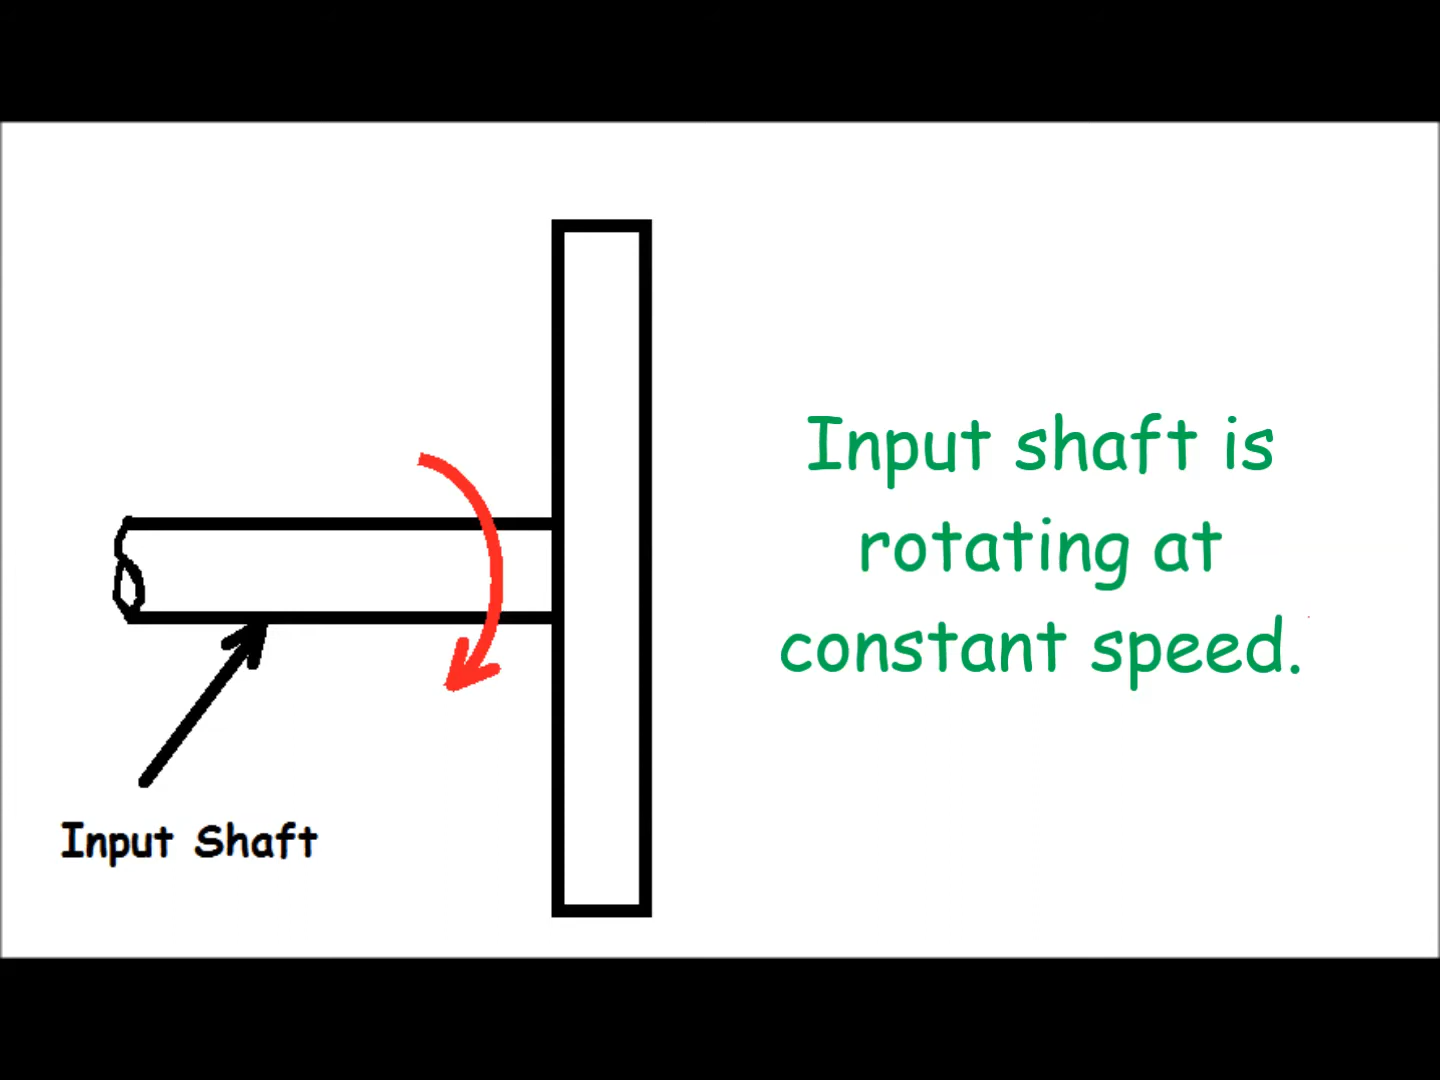 Input shaft is
rotating at
constant speed.
Input Shaft